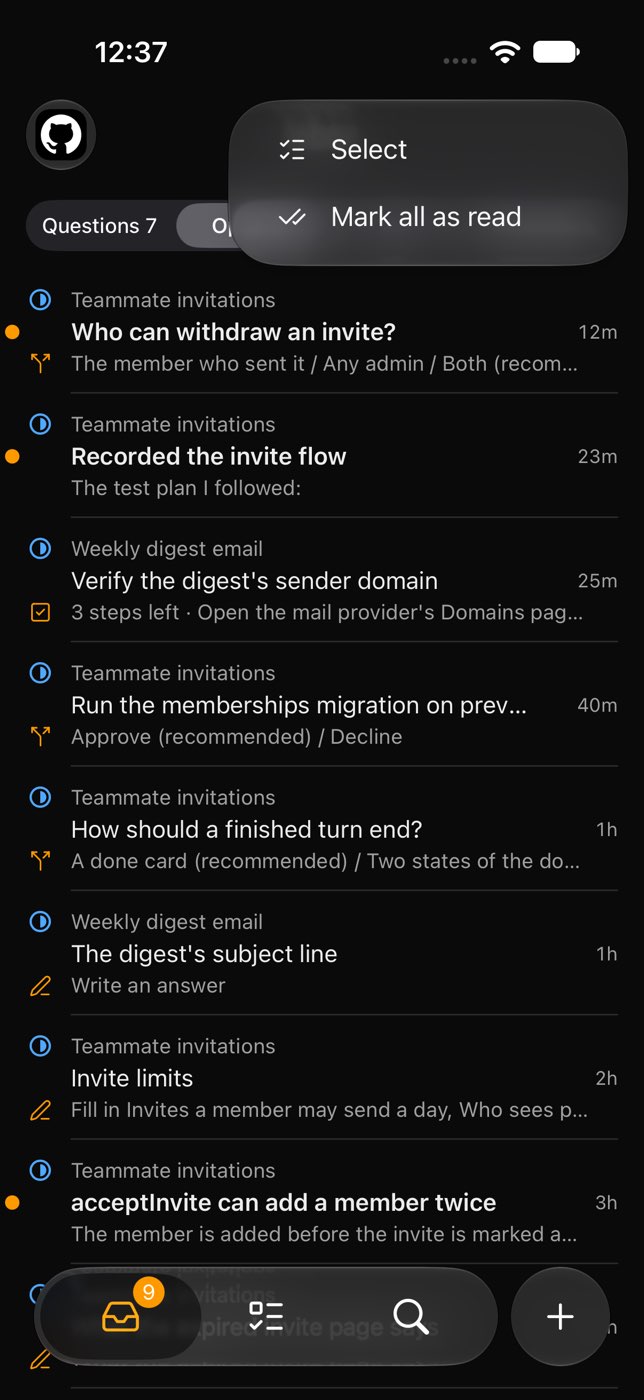 12:37
Select
Mark all as read
Questions 7
Teammate invitations
Who can withdraw an invite?
12m
The member who sent it / Any admin / Both (recom...
Teammate invitations
Recorded the invite flow
23m
The test plan I followed:
Weekly digest email
Verify the digest's sender domain
25m
3 steps left · Open the mail provider's Domains pag...
Teammate invitations
Run the memberships migration on prev...
40m
Approve (recommended) / Decline
Teammate invitations
How should a finished turn end?
1h
A done card (recommended) / Two states of the do...
Weekly digest email
The digest's subject line
1h
Write an answer
Teammate invitations
Invite limits
2h
Fill in Invites a member may send a day, Who sees p...
Teammate invitations
acceptInvite can add a member twice
3h
The member is added before the invite is marked a...
9